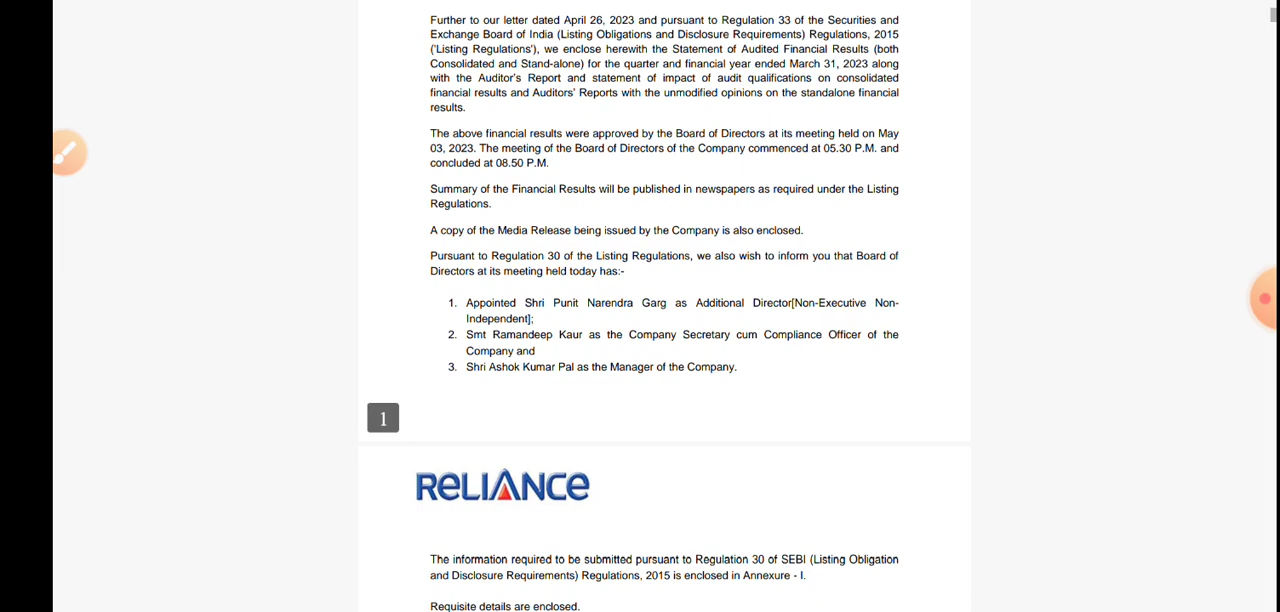 Further to our letter dated April 26, 2023 and pursuant to Regulation 33 of the Securities and
Exchange Board of India (Listing Obligations and Disclosure Requirements) Regulations, 2015
('Listing Regulations'), we enclose herewith the Statement of Audited Financial Results (both
Consolidated and Stand-alone) for the quarter and financial year ended March 31, 2023 along
with the Auditor's Report and statement of impact of audit qualifications on consolidated
financial results and Auditors' Reports with the unmodified opinions on the standalone financial
results.
The above financial results were approved by the Board of Directors at its meeting held on May
03, 2023. The meeting of the Board of Directors of the Company commenced at 05.30 P.M. and
concluded at 08.50 P.M.
Summary of the Financial Results will be published in newspapers as required under the Listing
Regulations.
A copy of the Media Release being issued by the Company is also enclosed.
Pursuant to Regulation 30 of the Listing Regulations, we also wish to inform you that Board of
Directors at its meeting held today has:-
1. Appointed Shri Punit Narendra Garg as Additional Director[Non-Executive Non-
Independent];
2. Smt Ramandeep Kaur as the Company Secretary cum Compliance Officer of the
Company and
3. Shri Ashok Kumar Pal as the Manager of the Company.
1
RELIANCE
The information required to be submitted pursuant to Regulation 30 of SEBI (Listing Obligation
and Disclosure Requirements) Regulations, 2015 is enclosed in Annexure - I.
Requisite details are enclosed.